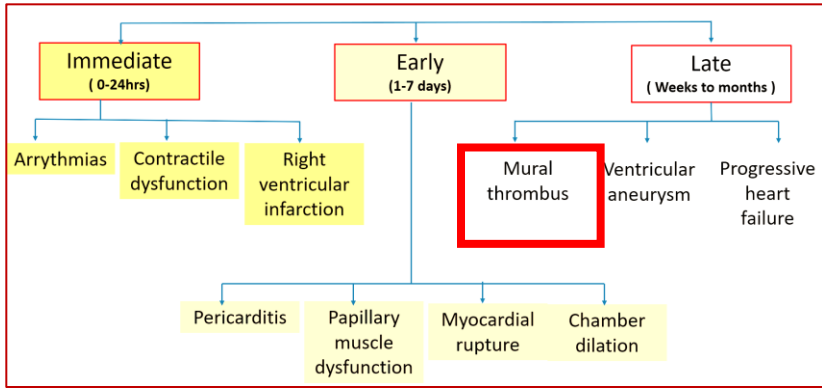 Immediate
( 0-24hrs)
Early
(1-7 days)
Late
( Weeks to months )
Arrythmias
Contractile
dysfunction
Right
ventricular
infarction
Mural
thrombus
Ventricular
aneurysm
Progressive
heart
failure
Pericarditis
Papillary
muscle
dysfunction
Myocardial
rupture
Chamber
dilation